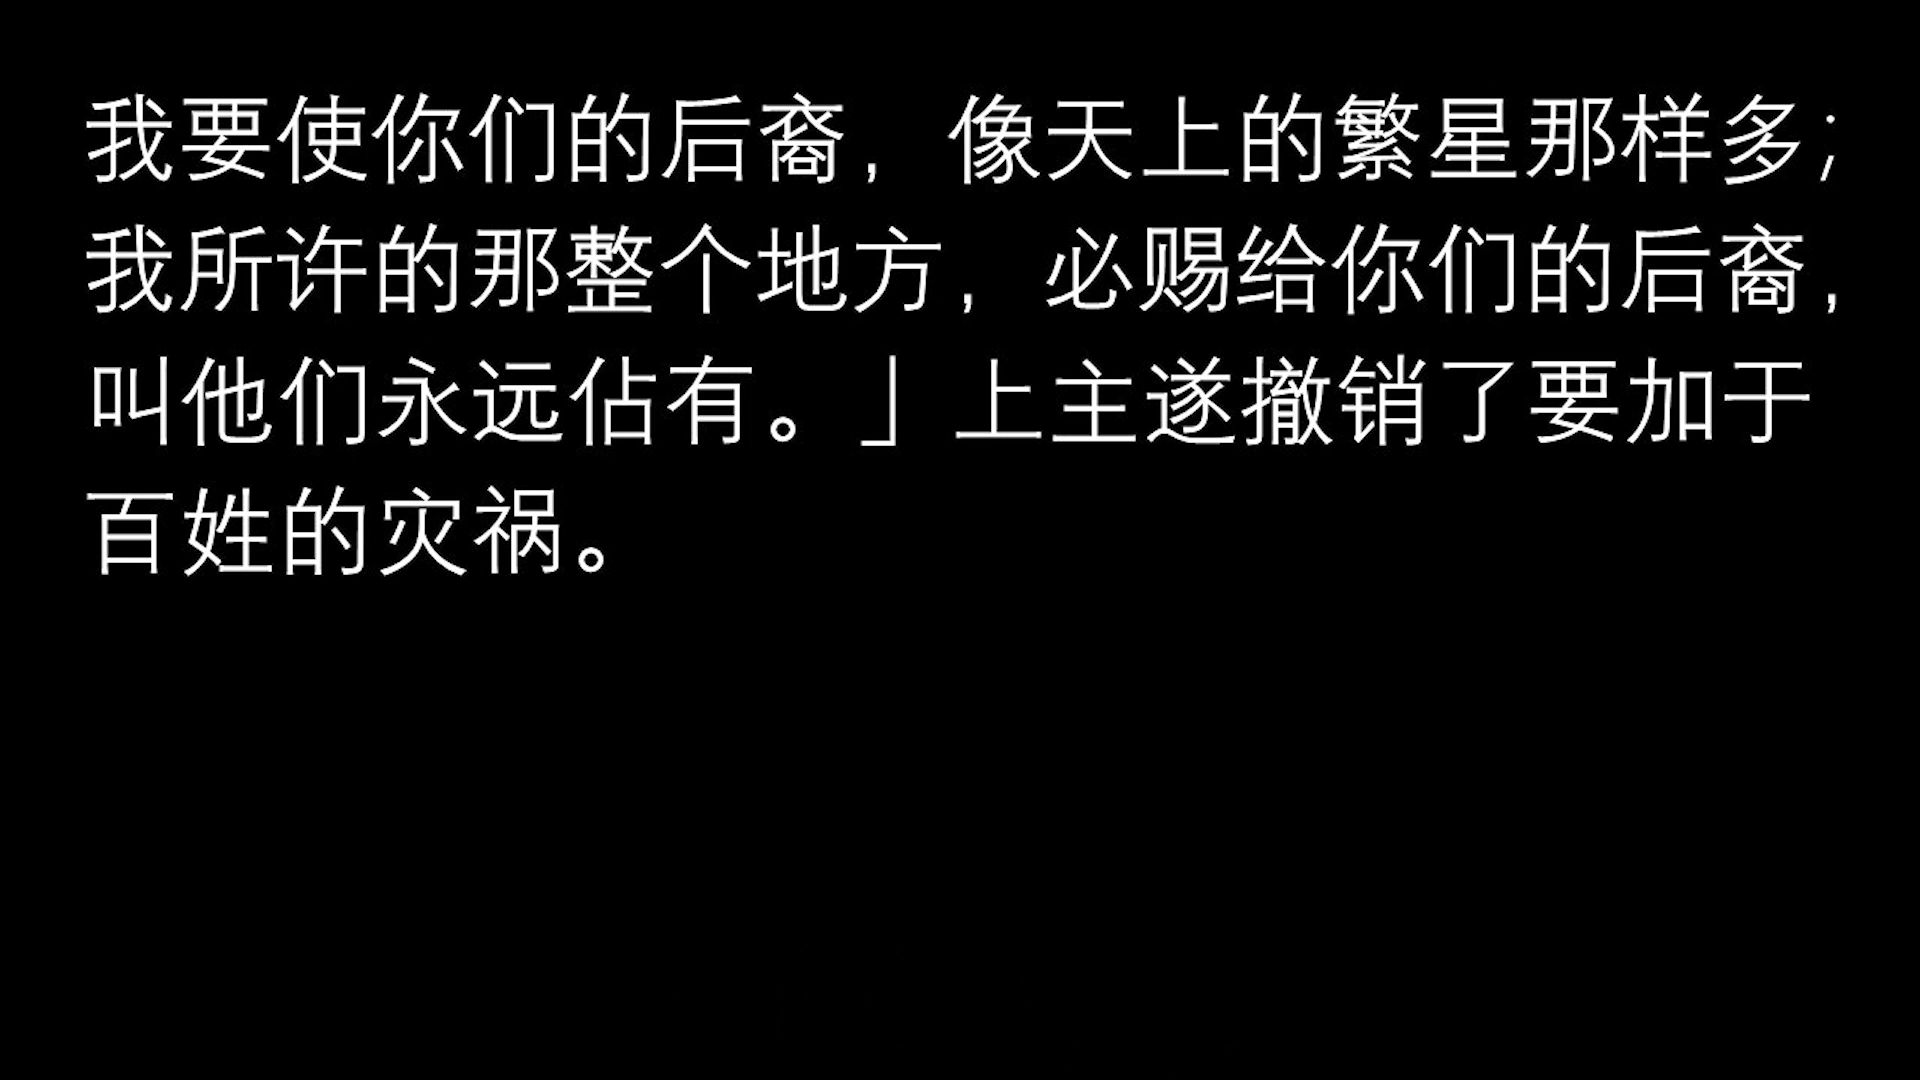 我要使你们的后裔，像天上的繁星那样多；
我所许的那整个地方，必赐给你们的后裔，
叫他们永远佔有。」上主遂撤销了要加于
百姓的灾祸。